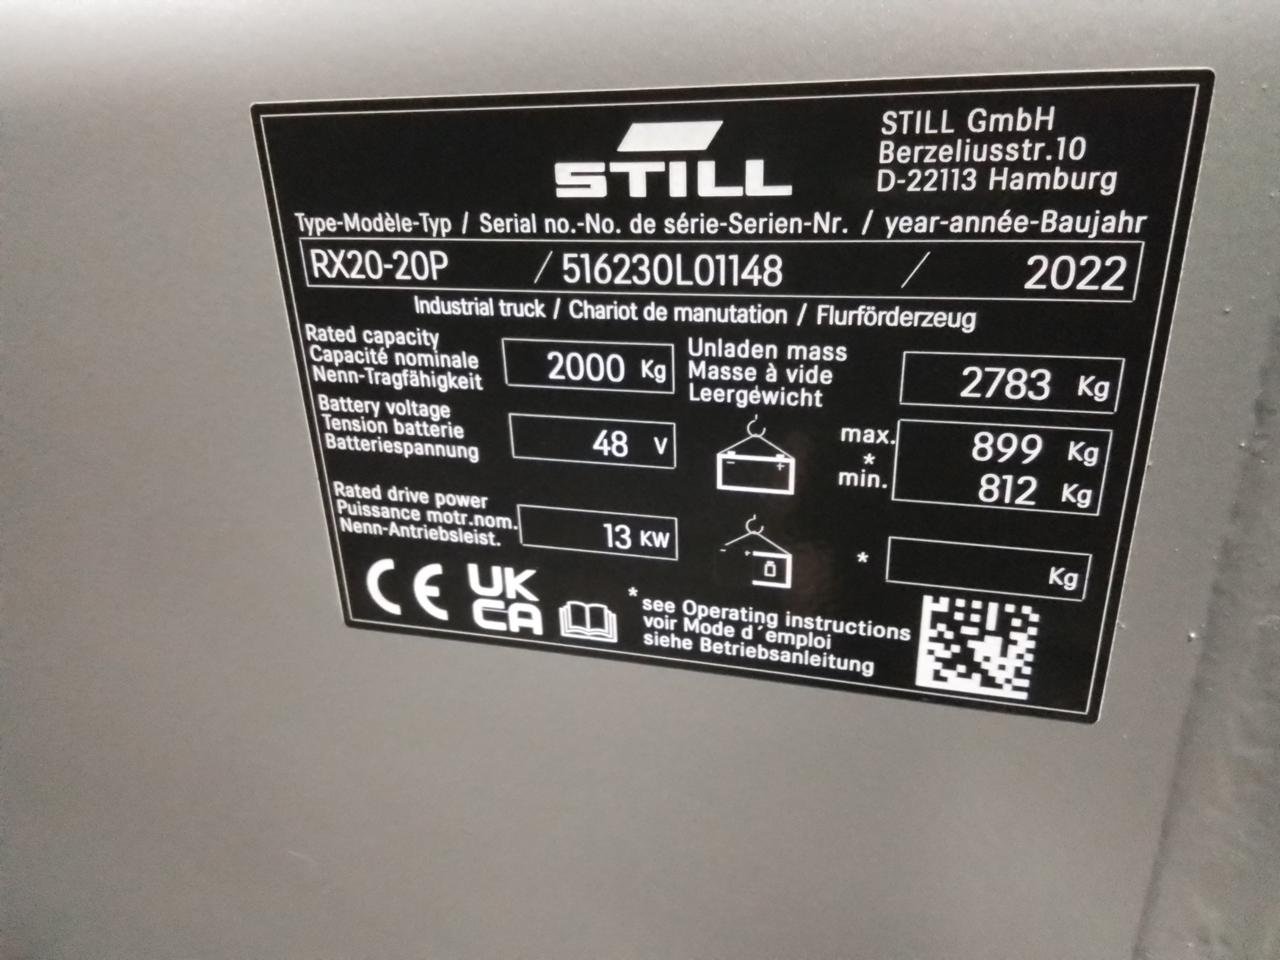 STILL
STILL GmbH
Berzeliusstr.10
D-22113 Hamburg
Type-Modèle-Typ / Serial no.-No. de série-Serien-Nr. / year-année-Baujahr
RX20-20P / 516230L01148 / 2022
Industrial truck / Chariot de manutation / Flurförderzeug
Rated capacity
Capacité nominale
Nenn-Tragfähigkeit
2000 Kg
Unladen mass
Masse à vide
Leergewicht
2783 Kg
Battery voltage
Tension batterie
Batteriespannung
48 V
max. 899 Kg
*
min. 812 Kg
Rated drive power
Puissance motr.nom.
Nenn-Antriebsleist.
13 KW
* Kg
CE UK
CA
* see Operating instructions
voir Mode d´emploi
siehe Betriebsanleitung